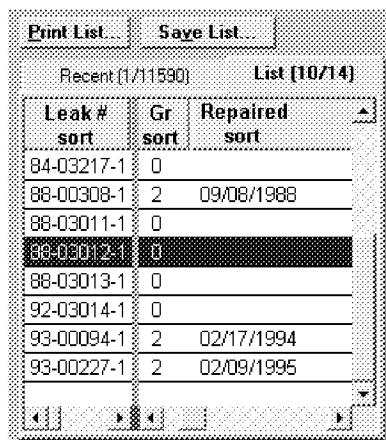 Print List... Save List...
Recent (1/11590) List (10/14)
Leak # Gr Repaired
sort sort sort
84-03217-1 0
88-00308-1 2 09/08/1988
88-03011-1 0
88-03012-1 0
88-03013-1 0
92-03014-1 0
93-00094-1 2 02/17/1994
93-00227-1 2 02/09/1995